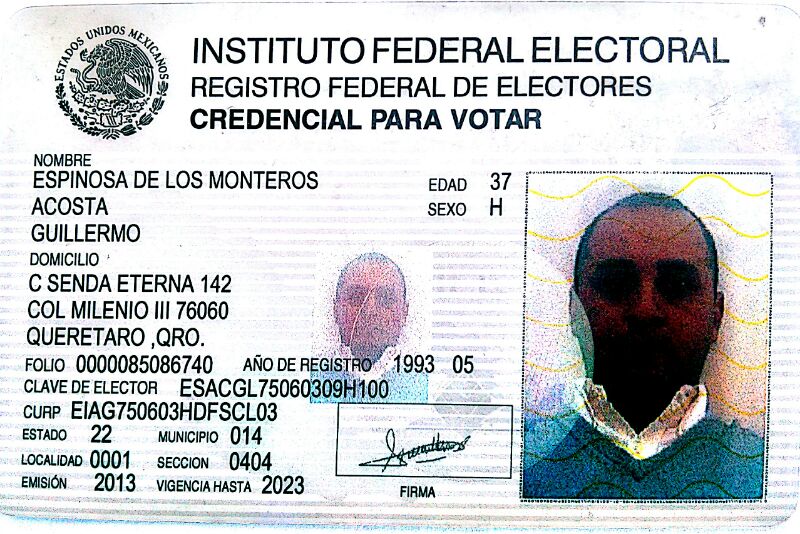 ESTADOS UNIDOS MEXICANOS
INSTITUTO FEDERAL ELECTORAL
REGISTRO FEDERAL DE ELECTORES
CREDENCIAL PARA VOTAR
NOMBRE
ESPINOSA DE LOS MONTEROS
ACOSTA
GUILLERMO
EDAD 37
SEXO H
DOMICILIO
C SENDA ETERNA 142
COL MILENIO III 76060
QUERETARO ,QRO.
FOLIO 0000085086740 AÑO DE REGISTRO 1993 05
CLAVE DE ELECTOR ESACGL75060309H100
CURP EIAG750603HDFSCL03
ESTADO 22 MUNICIPIO 014
LOCALIDAD 0001 SECCION 0404
EMISIÓN 2013 VIGENCIA HASTA 2023
FIRMA